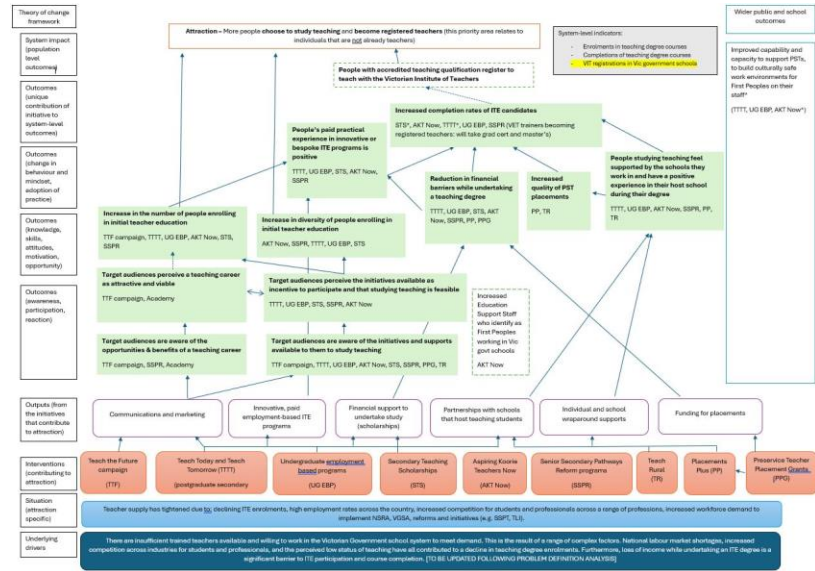 Theory of change
framework
System impact
(population
level
outcomes)
Outcomes
(unique
contribution of
initiative to
system-level
outcomes)
Outcomes
(change in
behaviour and
mindset,
adoption of
practice)
Outcomes
(knowledge,
skills,
attitudes,
motivation,
opportunity)
Outcomes
(awareness,
participation,
reaction)
Outputs (from
the initiatives
that
contribute to
attraction)
Interventions
(contributing to
attraction)
Situation
(attraction
specific)
Underlying
drivers
Attraction – More people choose to study teaching and become registered teachers (this priority area relates to
individuals that are not already teachers)
System-level indicators:
- Enrolments in teaching degree courses
- Completions of teaching degree courses
- VIT registrations in Vic government schools
Wider public and school
outcomes
Improved capability and
capacity to support PSTs,
to build culturally safe
work environments for
First Peoples on their
staff*
(TTTT, UG EBP, AKT Now*)
People with accredited teaching qualification register to
teach with the Victorian Institute of Teachers
Increased completion rates of ITE candidates
STS*, AKT Now, TTTT*, UG EBP, SSPR (VET trainers becoming
registered teachers: will take grad cert and master's)
People's paid practical
experience in innovative or
bespoke ITE programs is
positive
TTTT, UG EBP, STS, AKT Now,
SSPR
Reduction in financial
barriers while undertaking
a teaching degree
TTTT, UG EBP, STS, AKT
Now, SSPR, PP, PPG
Increased
quality of PST
placements
PP, TR
People studying teaching feel
supported by the schools they
work in and have a positive
experience in their host school
during their degree
TTTT, UG EBP, AKT Now, SSPR, PP,
TR
Increase in the number of people enrolling
in initial teacher education
TTF campaign, TTTT, UG EBP, AKT Now, STS,
SSPR
Increase in diversity of people enrolling in
initial teacher education
AKT Now, SSPR, TTTT, UG EBP, STS
Target audiences perceive a teaching career
as attractive and viable
TTF campaign, Academy
Target audiences perceive the initiatives available as
incentive to participate and that studying teaching is feasible
TTTT, UG EBP, STS, SSPR, AKT Now
Increased
Education
Support Staff
who identify as
First Peoples
working in Vic
govt schools
AKT Now
Target audiences are aware of the
opportunities & benefits of a teaching career
TTF campaign, SSPR, Academy
Target audiences are aware of the initiatives and supports
available to them to study teaching
TTF campaign, TTTT, UG EBP, AKT Now, STS, SSPR, PPG, TR
Communications and marketing
Innovative, paid
employment-based ITE
programs
Financial support to
undertake study
(scholarships)
Partnerships with schools
that host teaching students
Individual and school
wraparound supports
Funding for placements
Teach the Future
campaign
(TTF)
Teach Today and Teach
Tomorrow (TTTT)
(postgraduate secondary
Undergraduate employment
based programs
(UG EBP)
Secondary Teaching
Scholarships
(STS)
Aspiring Koorie
Teachers Now
(AKT Now)
Senior Secondary Pathways
Reform programs
(SSPR)
Teach
Rural
(TR)
Placements
Plus (PP)
Preservice Teacher
Placement Grants
(PPG)
Teacher supply has tightened due to; declining ITE enrolments, high employment rates across the country, increased competition for students and professionals across a range of professions, increased workforce demand to
implement NSRA, VGSA, reforms and initiatives (e.g. SSPT, TLI).
There are insufficient trained teachers available and willing to work in the Victorian Government school system to meet demand. This is the result of a range of complex factors. National labour market shortages, increased
competition across industries for students and professionals, and the perceived low status of teaching have all contributed to a decline in teaching degree enrolments. Furthermore, loss of income while undertaking an ITE degree is a
significant barrier to ITE participation and course completion. [TO BE UPDATED FOLLOWING PROBLEM DEFINITION ANALYSIS]